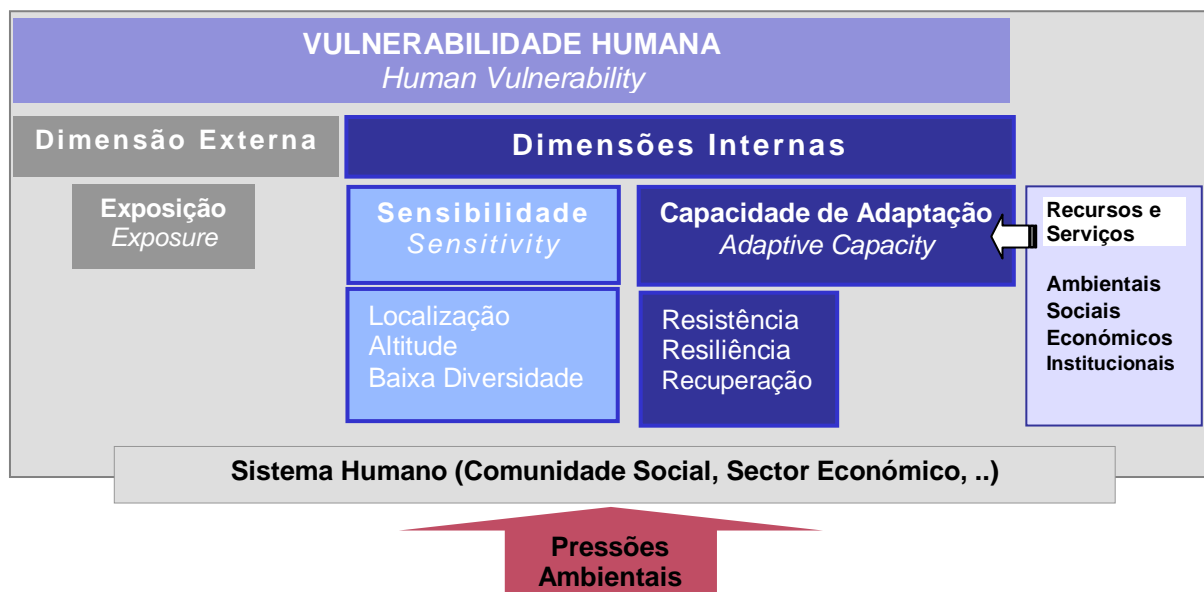 VULNERABILIDADE HUMANA
Human Vulnerability
Dimensão Externa
Dimensões Internas
Exposição
Exposure
Sensibilidade
Sensitivity
Capacidade de Adaptação
Adaptive Capacity
Recursos e
Serviços
Ambientais
Sociais
Económicos
Institucionais
Localização
Altitude
Baixa Diversidade
Resistência
Resiliência
Recuperação
Sistema Humano (Comunidade Social, Sector Económico, ..)
Pressões
Ambientais